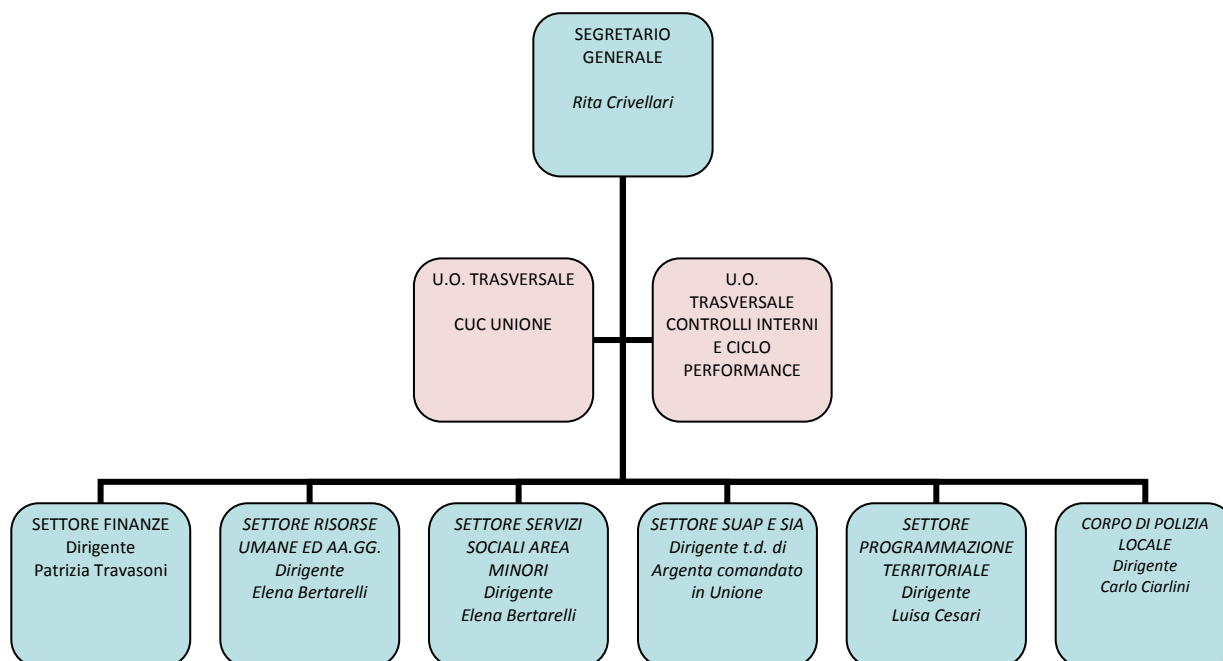 SEGRETARIO
GENERALE
Rita Crivellari
U.O. TRASVERSALE
CUC UNIONE
U.O.
TRASVERSALE
CONTROLLI INTERNI
E CICLO
PERFORMANCE
SETTORE FINANZE
Dirigente
Patrizia Travasoni
SETTORE RISORSE
UMANE ED AA.GG.
Dirigente
Elena Bertarelli
SETTORE SERVIZI
SOCIALI AREA
MINORI
Dirigente
Elena Bertarelli
SETTORE SUAP E SIA
Dirigente t.d. di
Argenta comandato
in Unione
SETTORE
PROGRAMMAZIONE
TERRITORIALE
Dirigente
Luisa Cesari
CORPO DI POLIZIA
LOCALE
Dirigente
Carlo Ciarlini